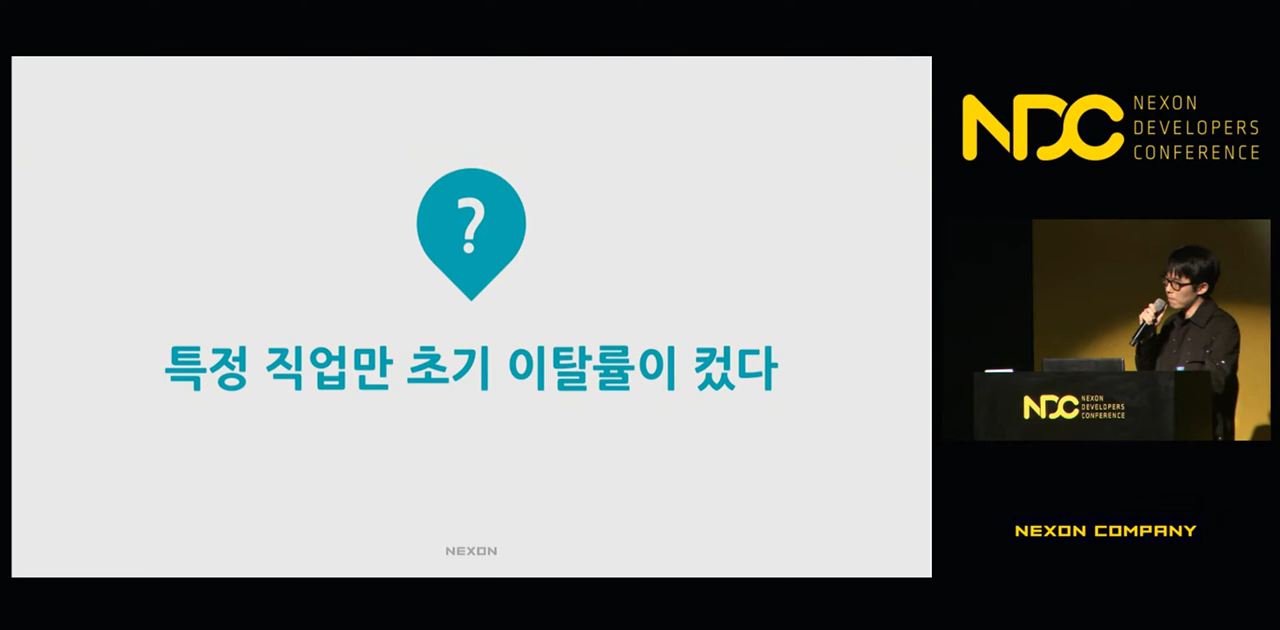 ?
특정 직업만 초기 이탈률이 컸다
NEXON
NDC NEXON
DEVELOPERS
CONFERENCE
NDC NEXON
DEVELOPERS
CONFERENCE
NEXON COMPANY